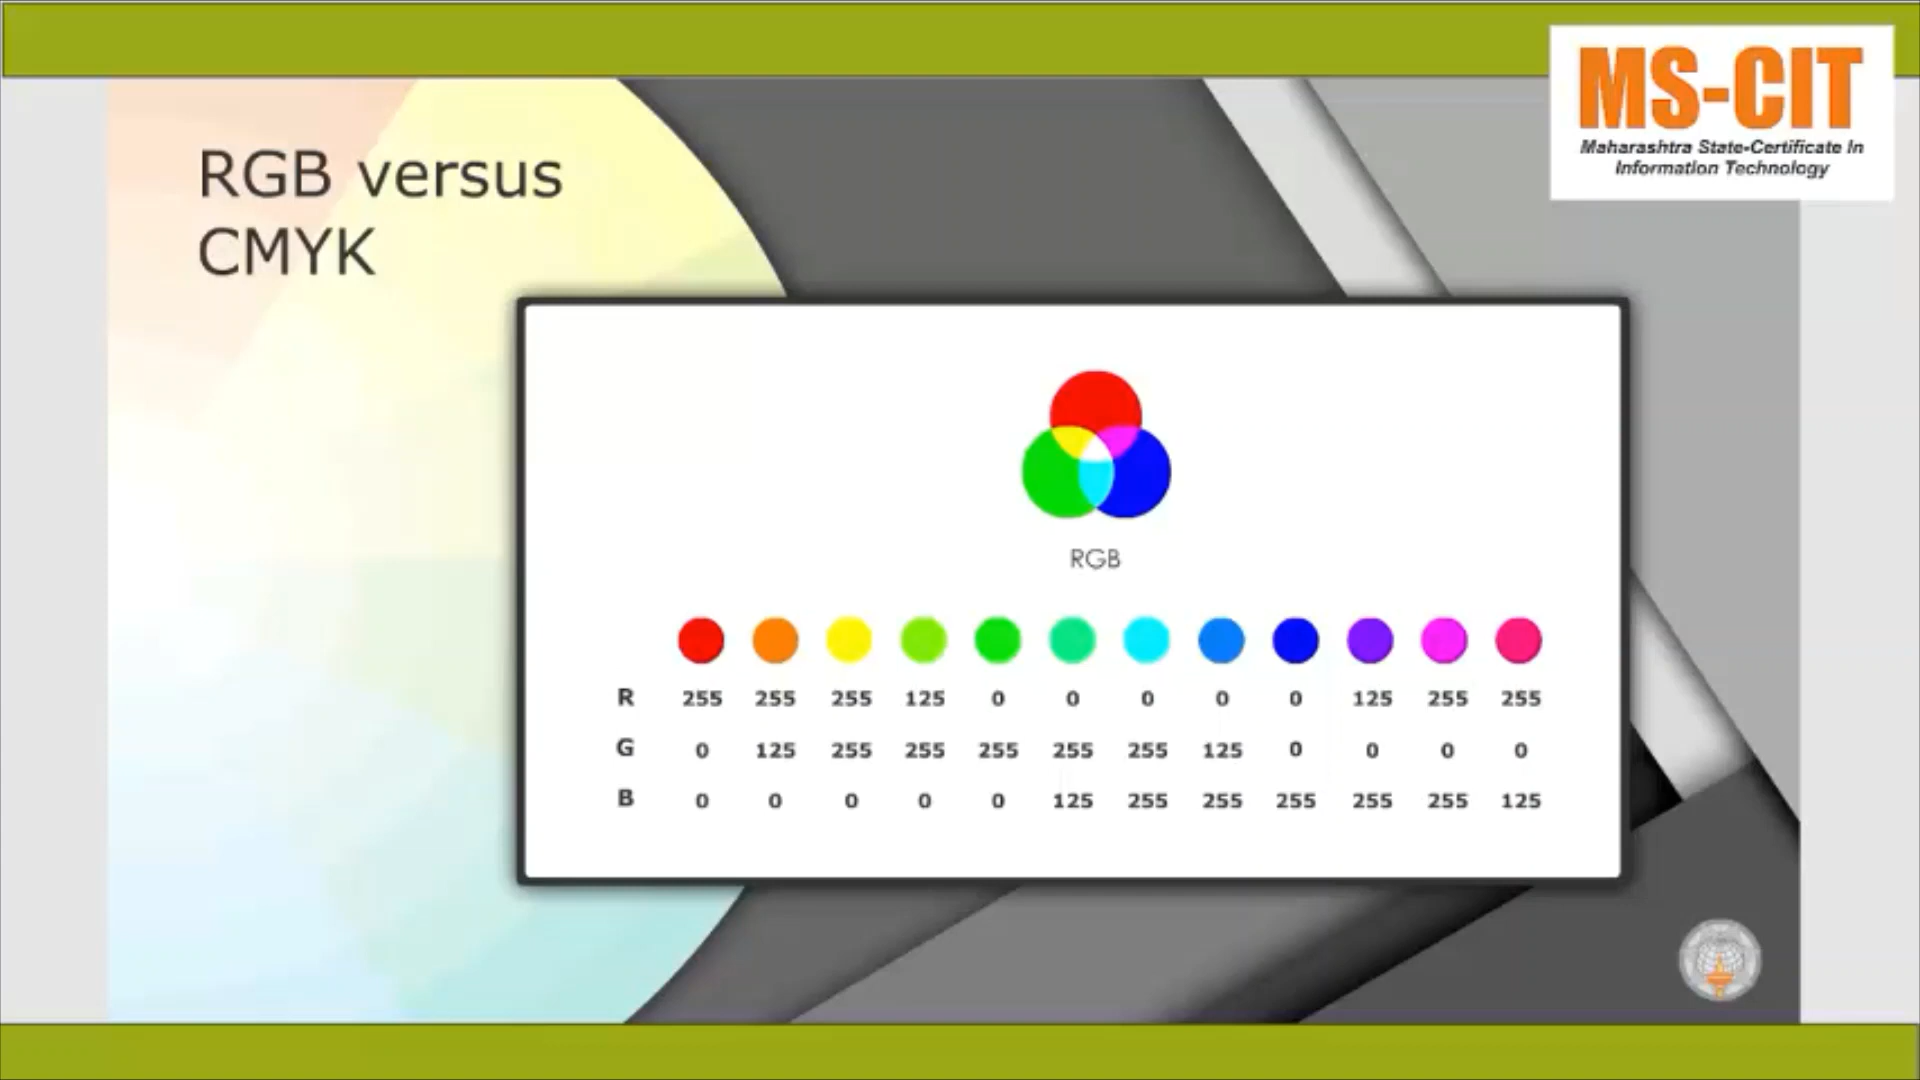 MS-CIT
Maharashtra State-Certificate In
Information Technology
RGB versus
CMYK
RGB
R 255 255 255 125 0 0 0 0 0 125 255 255
G 0 125 255 255 255 255 255 125 0 0 0 0
B 0 0 0 0 0 125 255 255 255 255 255 125